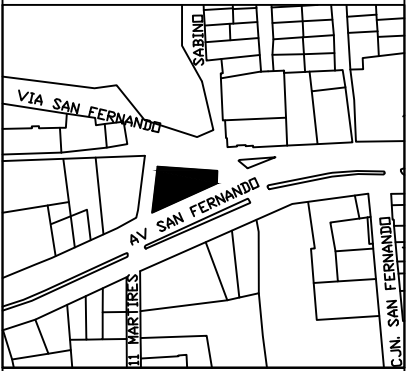 SABINO
VIA SAN FERNANDO
AV SAN FERNANDO
11 MARTIRES
CJN. SAN FERNANDO